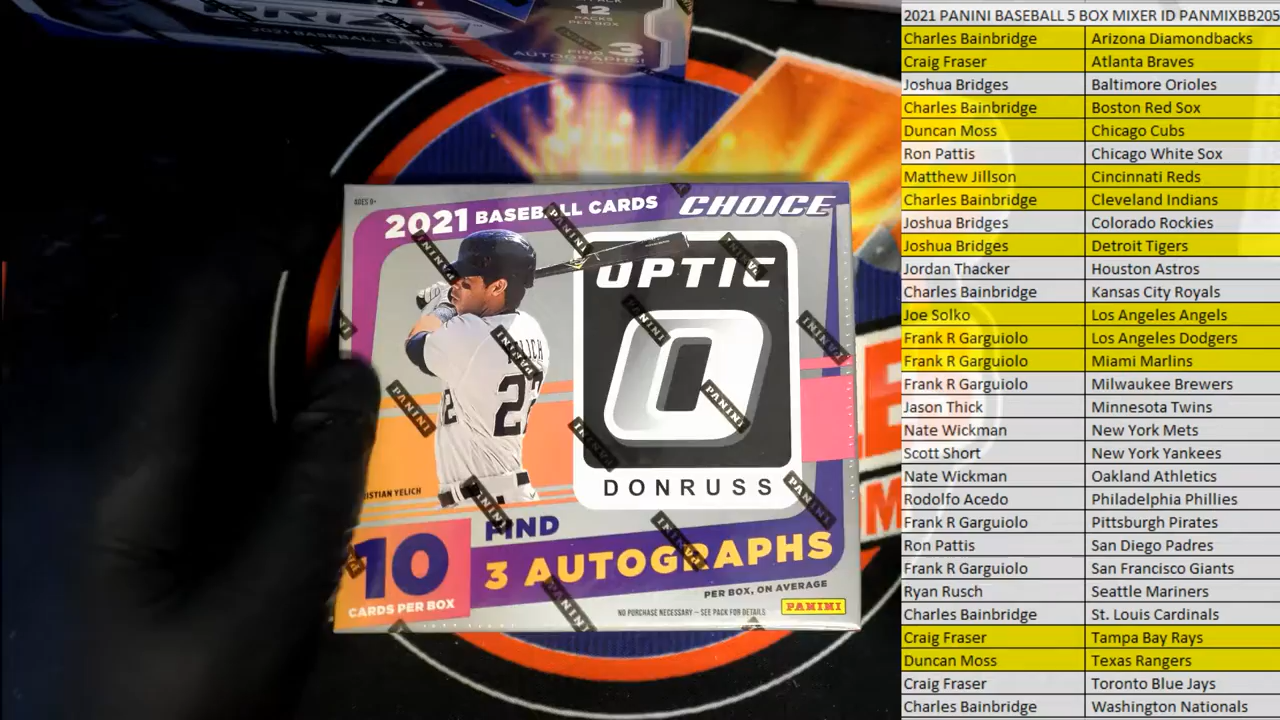 12
PACKS
PER BOX
PRIZM
2021 BASEBALL CARDS
FIND 3
AUTOGRAPHS!
AGES 9+
2021 BASEBALL CARDS CHOICE
OPTIC
DONRUSS
22
ISTIAN YELICH
FIND
10
3 AUTOGRAPHS
CARDS PER BOX
PER BOX, ON AVERAGE
NO PURCHASE NECESSARY – SEE PACK FOR DETAILS
PANINI
2021 PANINI BASEBALL 5 BOX MIXER ID PANMIXBB205
Charles Bainbridge Arizona Diamondbacks
Craig Fraser Atlanta Braves
Joshua Bridges Baltimore Orioles
Charles Bainbridge Boston Red Sox
Duncan Moss Chicago Cubs
Ron Pattis Chicago White Sox
Matthew Jillson Cincinnati Reds
Charles Bainbridge Cleveland Indians
Joshua Bridges Colorado Rockies
Joshua Bridges Detroit Tigers
Jordan Thacker Houston Astros
Charles Bainbridge Kansas City Royals
Joe Solko Los Angeles Angels
Frank R Garguiolo Los Angeles Dodgers
Frank R Garguiolo Miami Marlins
Frank R Garguiolo Milwaukee Brewers
Jason Thick Minnesota Twins
Nate Wickman New York Mets
Scott Short New York Yankees
Nate Wickman Oakland Athletics
Rodolfo Acedo Philadelphia Phillies
Frank R Garguiolo Pittsburgh Pirates
Ron Pattis San Diego Padres
Frank R Garguiolo San Francisco Giants
Ryan Rusch Seattle Mariners
Charles Bainbridge St. Louis Cardinals
Craig Fraser Tampa Bay Rays
Duncan Moss Texas Rangers
Craig Fraser Toronto Blue Jays
Charles Bainbridge Washington Nationals